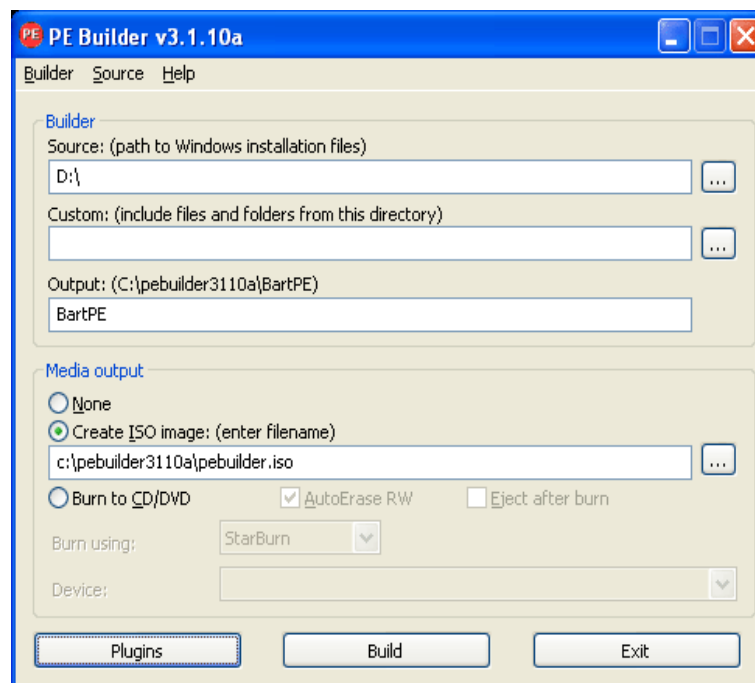 PE PE Builder v3.1.10a
Builder Source Help
Builder
Source: (path to Windows installation files)
D:\
...
Custom: (include files and folders from this directory)
...
Output: (C:\pebuilder3110a\BartPE)
BartPE
Media output
None
Create ISO image: (enter filename)
c:\pebuilder3110a\pebuilder.iso
...
Burn to CD/DVD AutoErase RW Eject after burn
Burn using: StarBurn
Device:
Plugins Build Exit